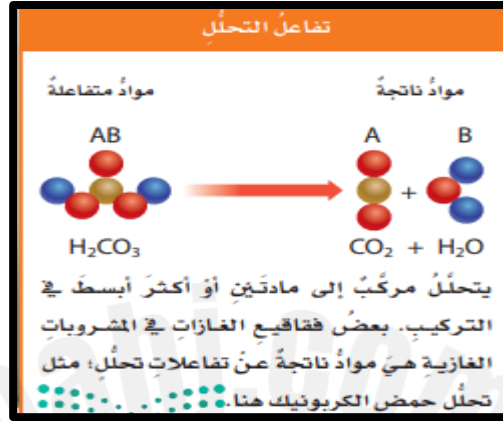 تفاعلُ التحلُّلِ
موادُّ متفاعلةٌ موادُّ ناتجةٌ
AB A B
+
H₂CO₃ CO₂ + H₂O
يتحلَّلُ مركَّبٌ إلى مادتَيْنِ أوْ أكثرَ أبسطَ في
التركيبِ. بعضُ فقاقيعِ الغازاتِ في المشروباتِ
الغازيةِ هيَ موادُّ ناتجةٌ عنْ تفاعلاتِ تحلُّلٍ؛ مثلِ
تحلُّلِ حمضِ الكربونيك هنا.